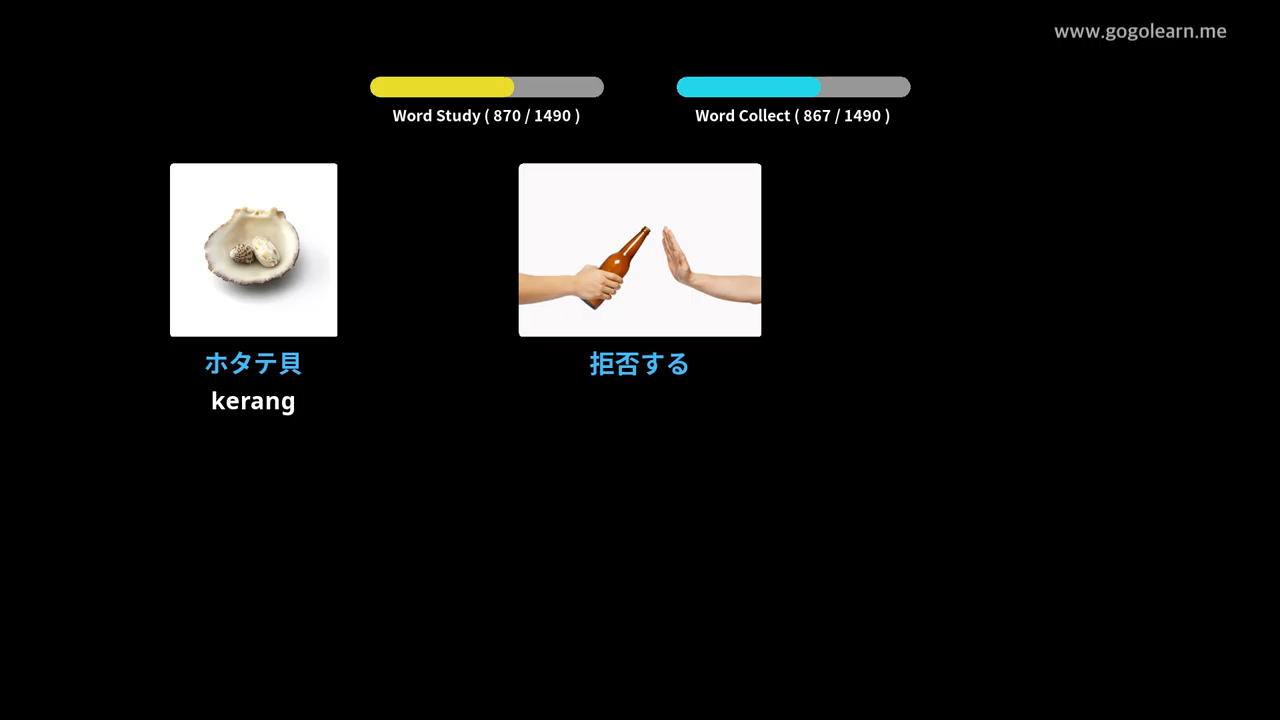 www.gogolearn.me
Word Study ( 870 / 1490 )
Word Collect ( 867 / 1490 )
ホタテ貝
kerang
拒否する